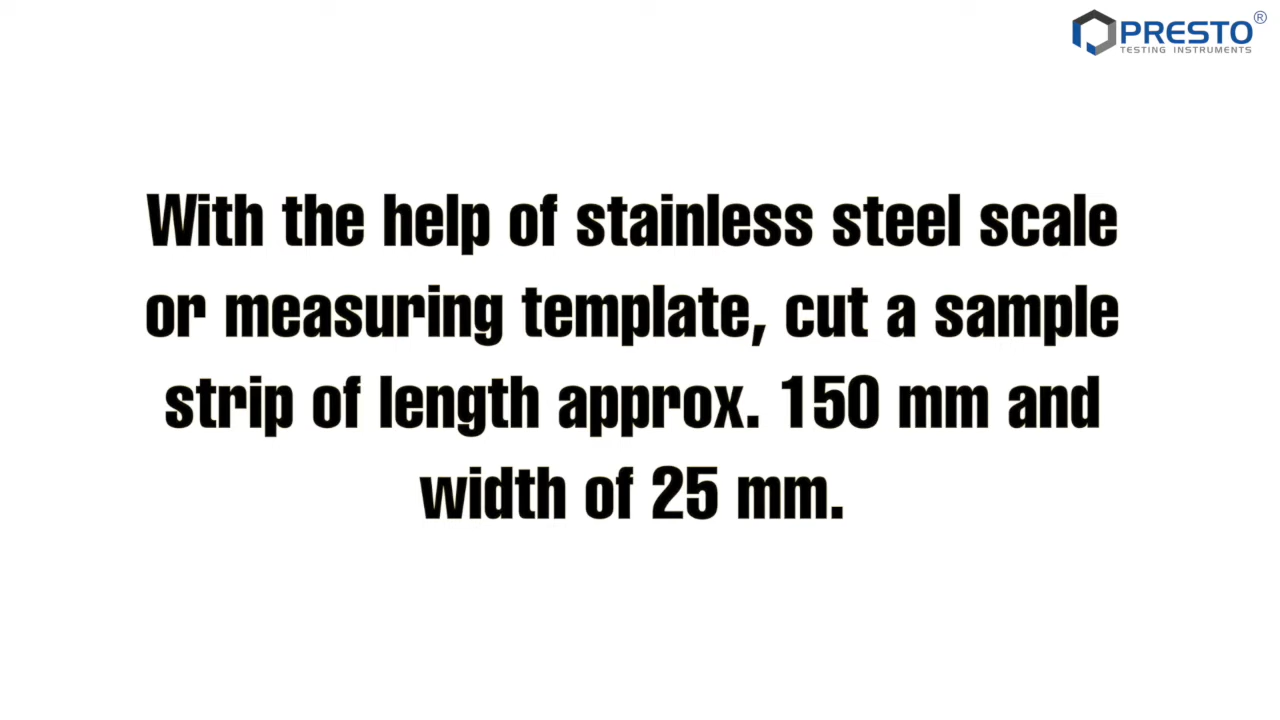 PRESTO®
TESTING INSTRUMENTS
With the help of stainless steel scale
or measuring template, cut a sample
strip of length approx. 150 mm and
width of 25 mm.